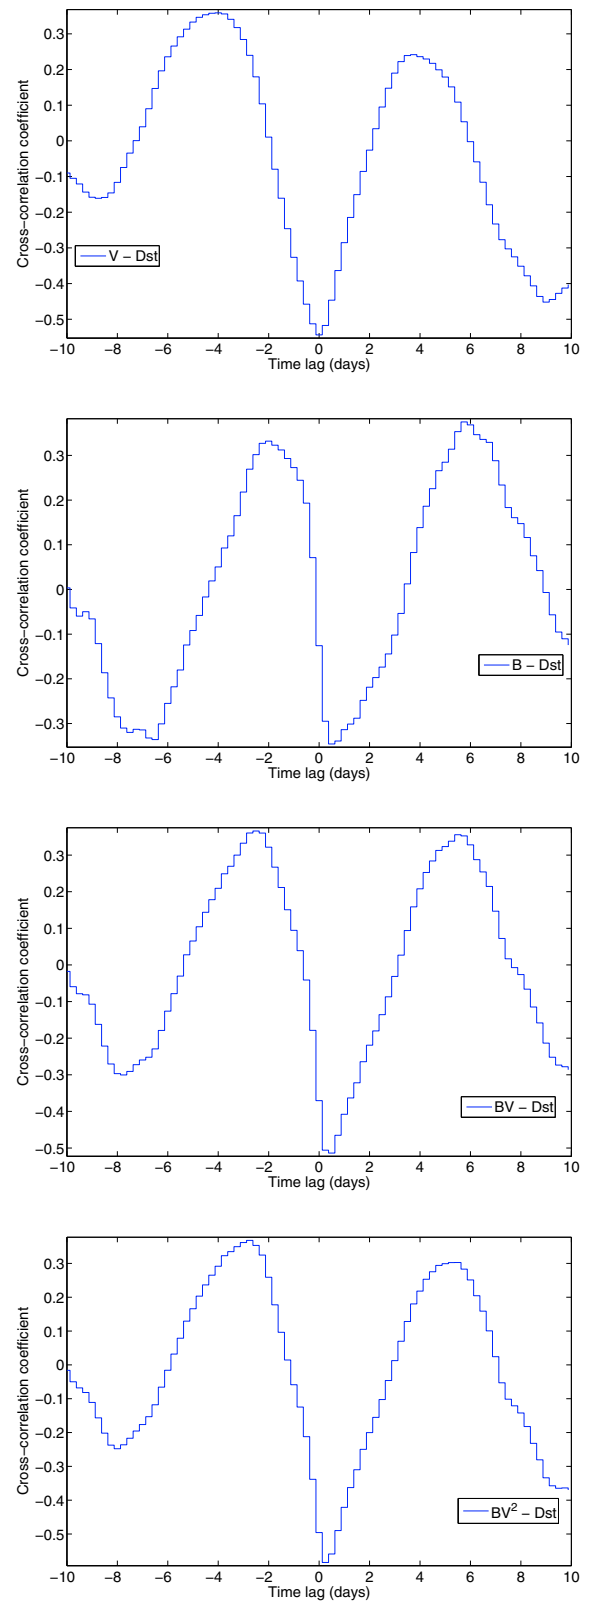 0.3
0.2
0.1
0
−0.1
−0.2
−0.3
−0.4
−0.5
Cross−correlation coefficient
V − Dst
−10 −8 −6 −4 −2 0 2 4 6 8 10
Time lag (days)
0.3
0.2
0.1
0
−0.1
−0.2
−0.3
Cross−correlation coefficient
B − Dst
−10 −8 −6 −4 −2 0 2 4 6 8 10
Time lag (days)
0.3
0.2
0.1
0
−0.1
−0.2
−0.3
−0.4
−0.5
Cross−correlation coefficient
BV − Dst
−10 −8 −6 −4 −2 0 2 4 6 8 10
Time lag (days)
0.3
0.2
0.1
0
−0.1
−0.2
−0.3
−0.4
−0.5
Cross−correlation coefficient
BV² − Dst
−10 −8 −6 −4 −2 0 2 4 6 8 10
Time lag (days)